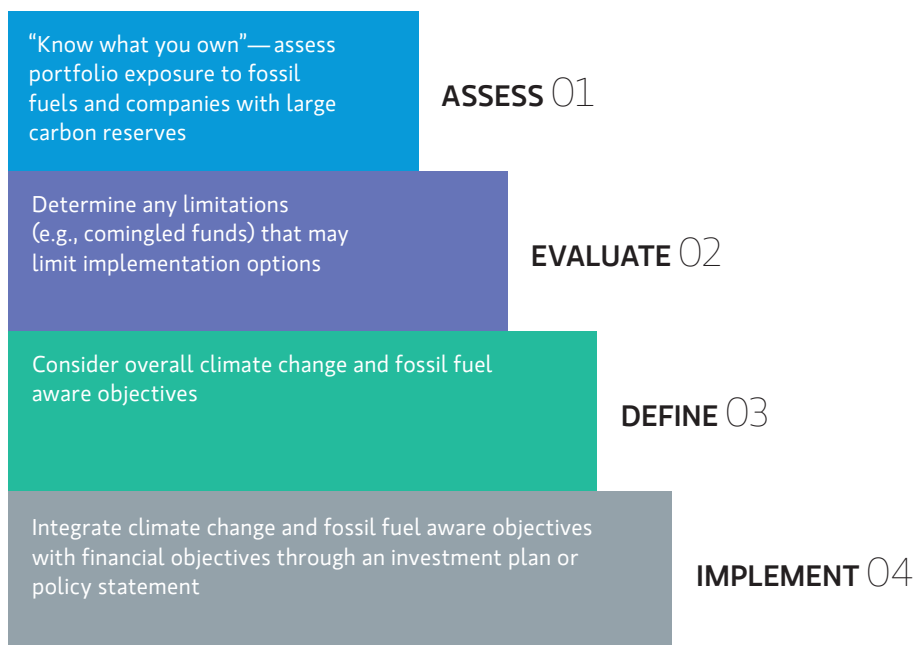 “Know what you own”—assess
portfolio exposure to fossil
fuels and companies with large
carbon reserves
ASSESS 01
Determine any limitations
(e.g., comingled funds) that may
limit implementation options
EVALUATE 02
Consider overall climate change and fossil fuel
aware objectives
DEFINE 03
Integrate climate change and fossil fuel aware objectives
with financial objectives through an investment plan or
policy statement
IMPLEMENT 04